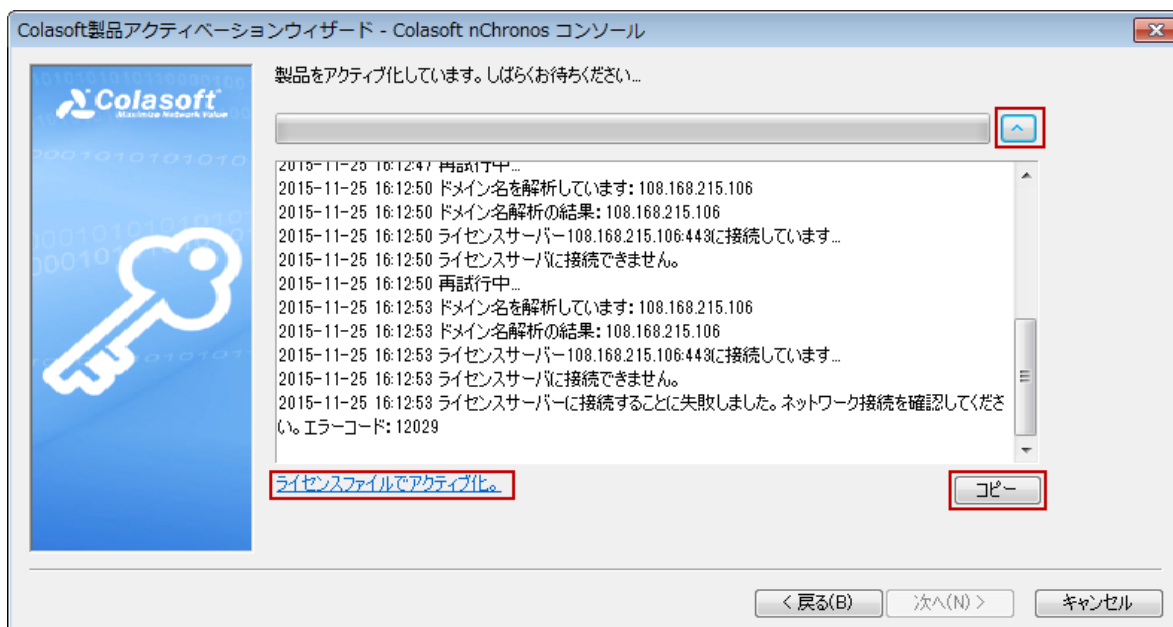 Colasoft製品アクティベーションウィザード - Colasoft nChronos コンソール
Colasoft
Maximize Network Value
製品をアクティブ化しています。しばらくお待ちください...
2015-11-25 16:12:47 再試行中...
2015-11-25 16:12:50 ドメイン名を解析しています: 108.168.215.106
2015-11-25 16:12:50 ドメイン名解析の結果: 108.168.215.106
2015-11-25 16:12:50 ライセンスサーバー108.168.215.106:443に接続しています...
2015-11-25 16:12:50 ライセンスサーバに接続できません。
2015-11-25 16:12:50 再試行中...
2015-11-25 16:12:53 ドメイン名を解析しています: 108.168.215.106
2015-11-25 16:12:53 ドメイン名解析の結果: 108.168.215.106
2015-11-25 16:12:53 ライセンスサーバー108.168.215.106:443に接続しています...
2015-11-25 16:12:53 ライセンスサーバに接続できません。
2015-11-25 16:12:53 ライセンスサーバーに接続することに失敗しました。ネットワーク接続を確認してくださ
い。エラーコード: 12029
ライセンスファイルでアクティブ化。
コピー
< 戻る(B)
次へ(N) >
キャンセル